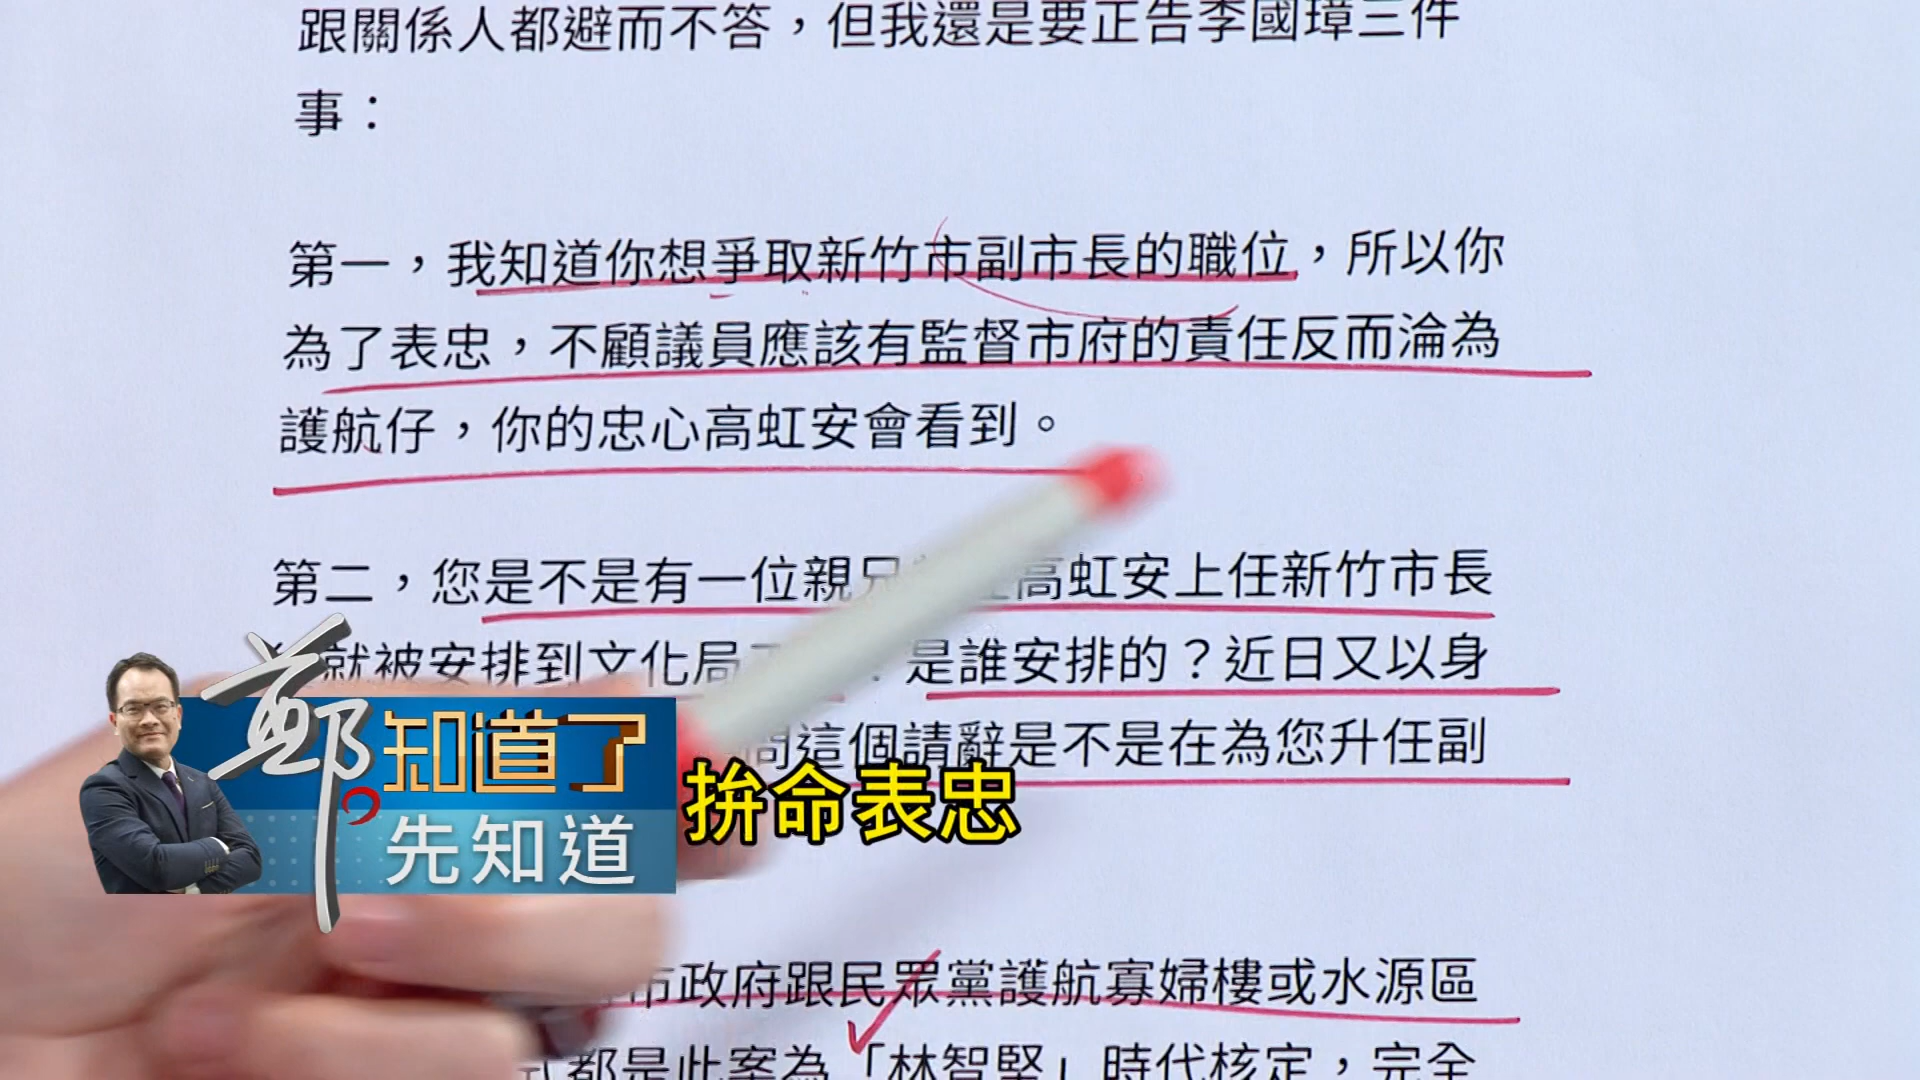 跟關係人都避而不答，但我還是要正告李國璋三件
事：
第一，我知道你想爭取新竹市副市長的職位，所以你
為了表忠，不顧議員應該有監督市府的責任反而淪為
護航仔，你的忠心高虹安會看到。
第二，您是不是有一位親兄 高虹安上任新竹市長
就被安排到文化局 ？是誰安排的？近日又以身
問這個請辭是不是在為您升任副
市政府跟民眾黨護航寡婦樓或水源區
都是此案為「林智堅」時代核定，完全
鄭知道了
先知道
拚命表忠